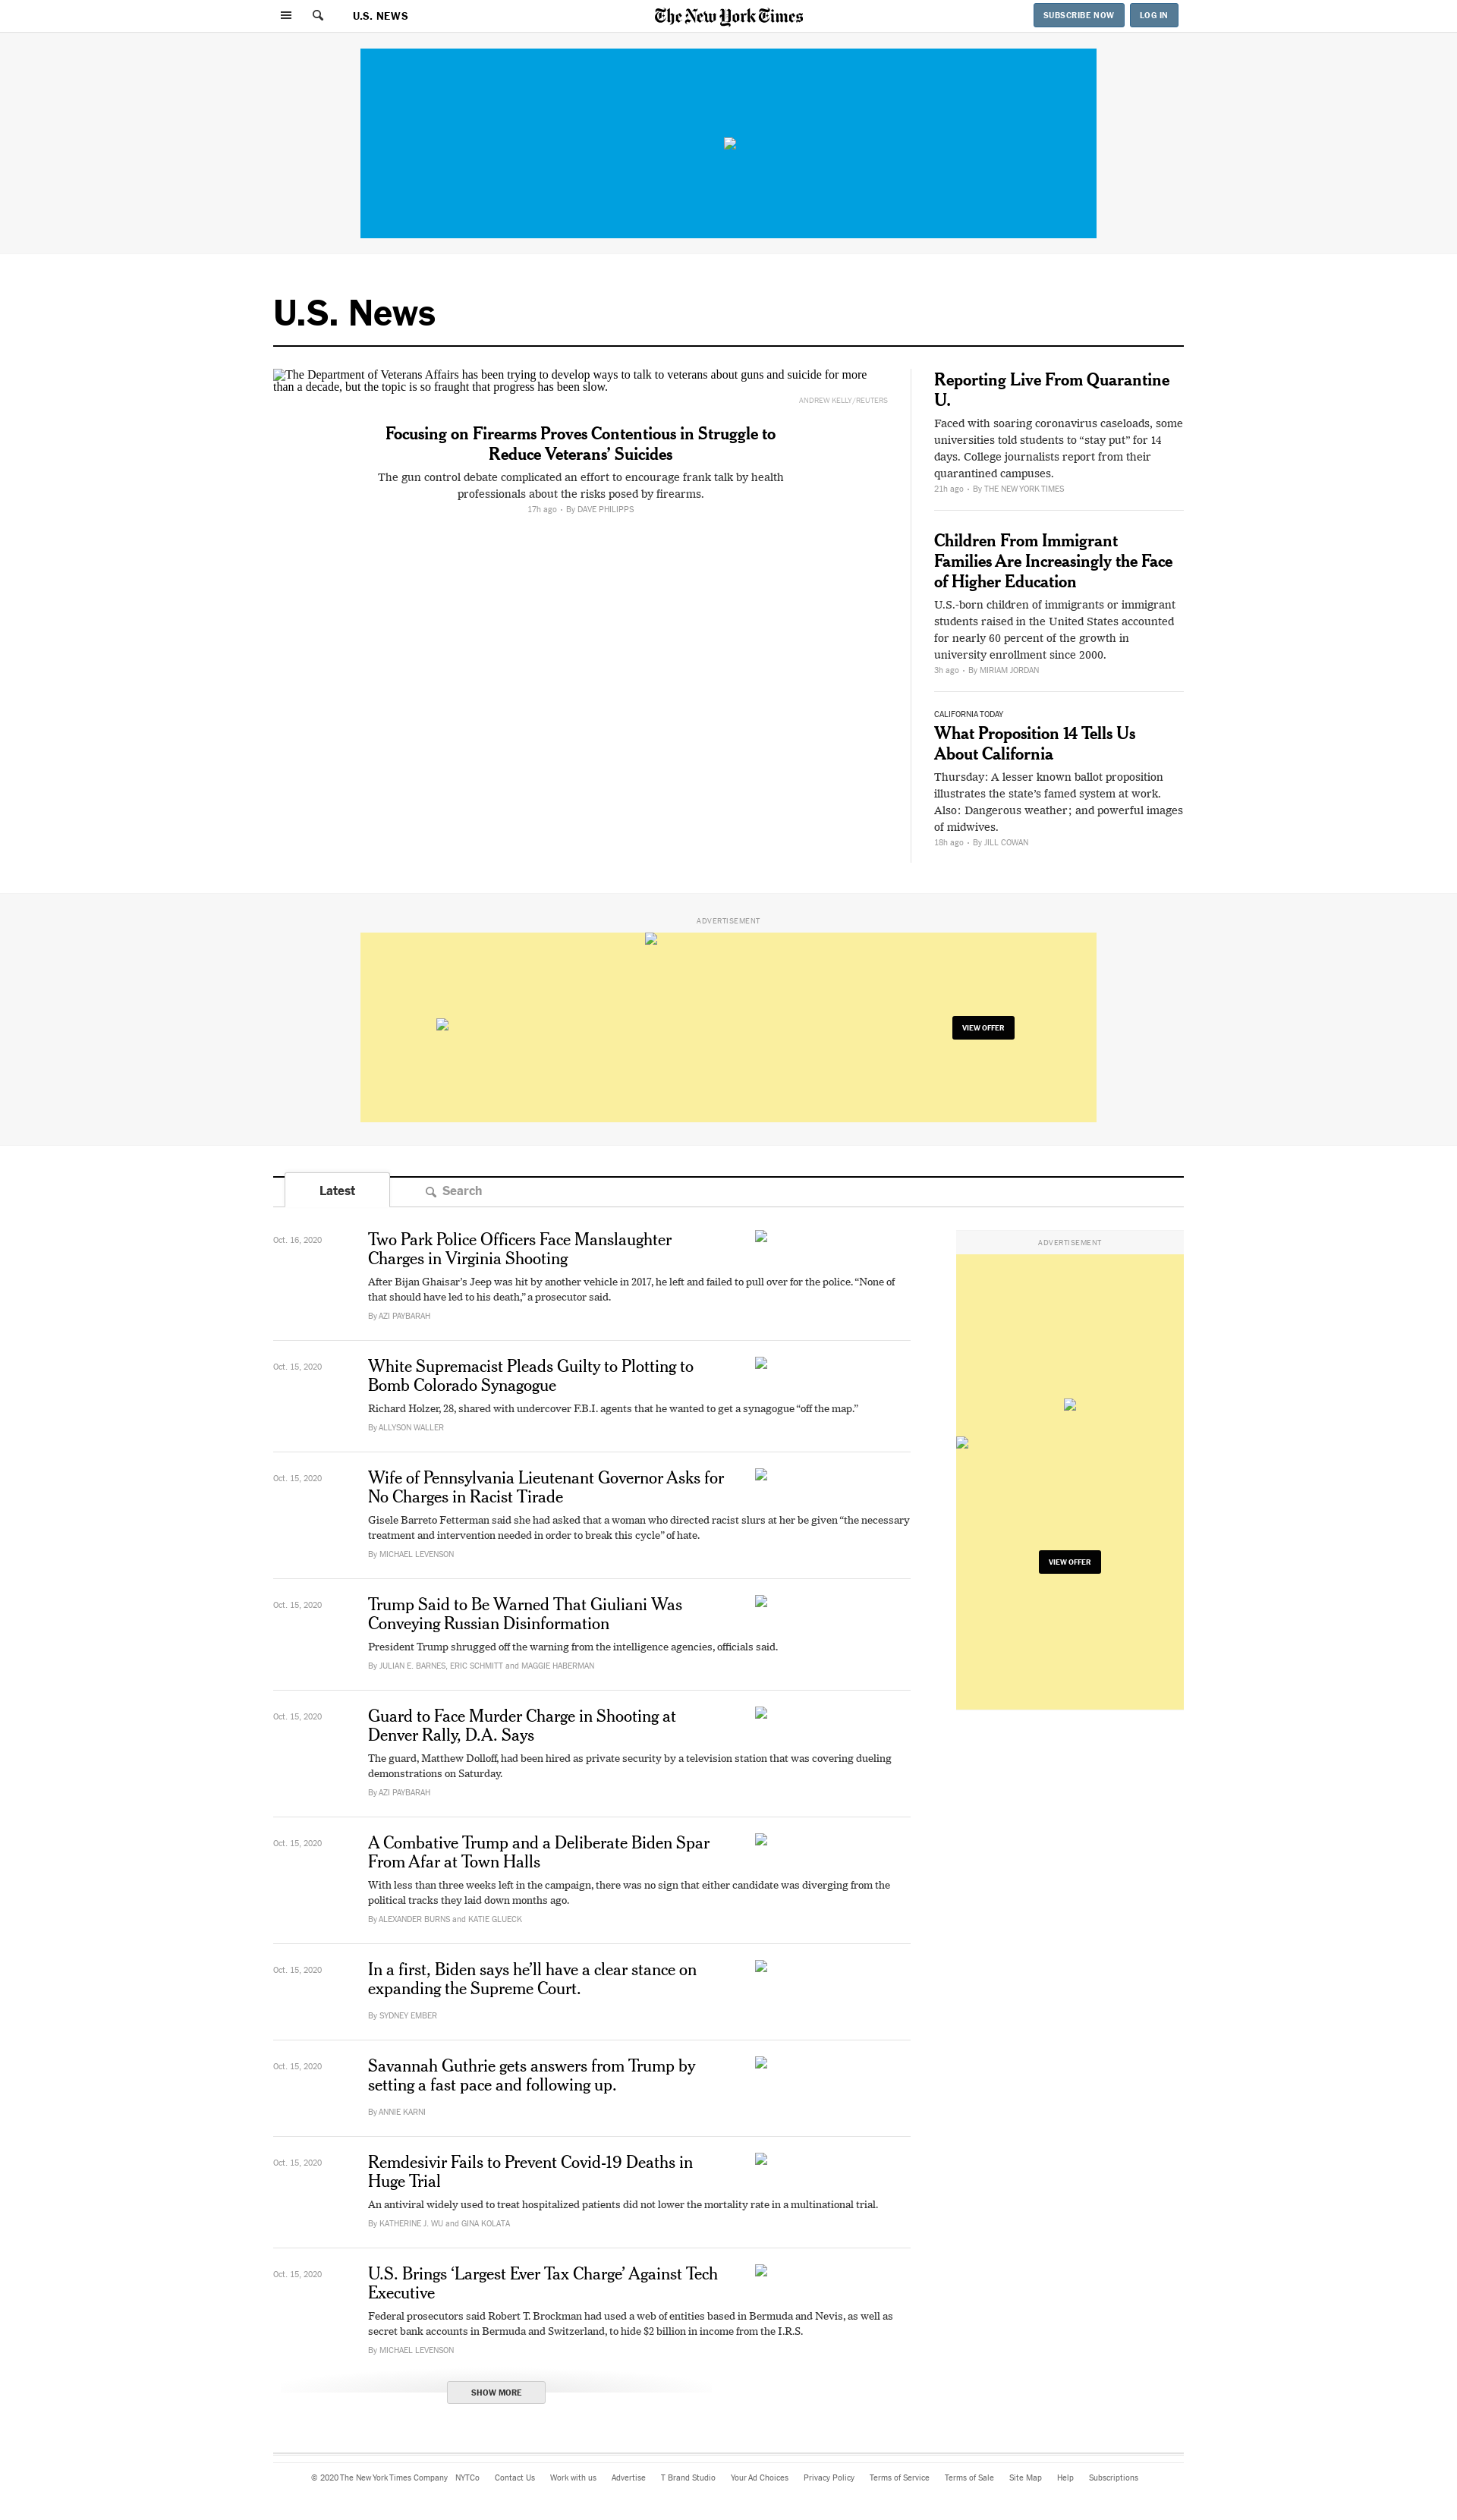 U.S. NEWS
The New York Times
SUBSCRIBE NOW
LOG IN
U.S. News
The Department of Veterans Affairs has been trying to develop ways to talk to veterans about guns and suicide for more
than a decade, but the topic is so fraught that progress has been slow.
ANDREW KELLY/REUTERS
Focusing on Firearms Proves Contentious in Struggle to
Reduce Veterans’ Suicides
The gun control debate complicated an effort to encourage frank talk by health
professionals about the risks posed by firearms.
17h ago • By DAVE PHILIPPS
Reporting Live From Quarantine
U.
Faced with soaring coronavirus caseloads, some
universities told students to “stay put” for 14
days. College journalists report from their
quarantined campuses.
21h ago • By THE NEW YORK TIMES
Children From Immigrant
Families Are Increasingly the Face
of Higher Education
U.S.-born children of immigrants or immigrant
students raised in the United States accounted
for nearly 60 percent of the growth in
university enrollment since 2000.
3h ago • By MIRIAM JORDAN
CALIFORNIA TODAY
What Proposition 14 Tells Us
About California
Thursday: A lesser known ballot proposition
illustrates the state’s famed system at work.
Also: Dangerous weather; and powerful images
of midwives.
18h ago • By JILL COWAN
ADVERTISEMENT
VIEW OFFER
Latest
Search
Oct. 16, 2020
Two Park Police Officers Face Manslaughter
Charges in Virginia Shooting
After Bijan Ghaisar’s Jeep was hit by another vehicle in 2017, he left and failed to pull over for the police. “None of
that should have led to his death,” a prosecutor said.
By AZI PAYBARAH
Oct. 15, 2020
White Supremacist Pleads Guilty to Plotting to
Bomb Colorado Synagogue
Richard Holzer, 28, shared with undercover F.B.I. agents that he wanted to get a synagogue “off the map.”
By ALLYSON WALLER
Oct. 15, 2020
Wife of Pennsylvania Lieutenant Governor Asks for
No Charges in Racist Tirade
Gisele Barreto Fetterman said she had asked that a woman who directed racist slurs at her be given “the necessary
treatment and intervention needed in order to break this cycle” of hate.
By MICHAEL LEVENSON
Oct. 15, 2020
Trump Said to Be Warned That Giuliani Was
Conveying Russian Disinformation
President Trump shrugged off the warning from the intelligence agencies, officials said.
By JULIAN E. BARNES, ERIC SCHMITT and MAGGIE HABERMAN
Oct. 15, 2020
Guard to Face Murder Charge in Shooting at
Denver Rally, D.A. Says
The guard, Matthew Dolloff, had been hired as private security by a television station that was covering dueling
demonstrations on Saturday.
By AZI PAYBARAH
Oct. 15, 2020
A Combative Trump and a Deliberate Biden Spar
From Afar at Town Halls
With less than three weeks left in the campaign, there was no sign that either candidate was diverging from the
political tracks they laid down months ago.
By ALEXANDER BURNS and KATIE GLUECK
Oct. 15, 2020
In a first, Biden says he’ll have a clear stance on
expanding the Supreme Court.
By SYDNEY EMBER
Oct. 15, 2020
Savannah Guthrie gets answers from Trump by
setting a fast pace and following up.
By ANNIE KARNI
Oct. 15, 2020
Remdesivir Fails to Prevent Covid-19 Deaths in
Huge Trial
An antiviral widely used to treat hospitalized patients did not lower the mortality rate in a multinational trial.
By KATHERINE J. WU and GINA KOLATA
Oct. 15, 2020
U.S. Brings ‘Largest Ever Tax Charge’ Against Tech
Executive
Federal prosecutors said Robert T. Brockman had used a web of entities based in Bermuda and Nevis, as well as
secret bank accounts in Bermuda and Switzerland, to hide $2 billion in income from the I.R.S.
By MICHAEL LEVENSON
SHOW MORE
ADVERTISEMENT
VIEW OFFER
© 2020 The New York Times Company NYTCo Contact Us Work with us Advertise T Brand Studio Your Ad Choices Privacy Policy Terms of Service Terms of Sale Site Map Help Subscriptions